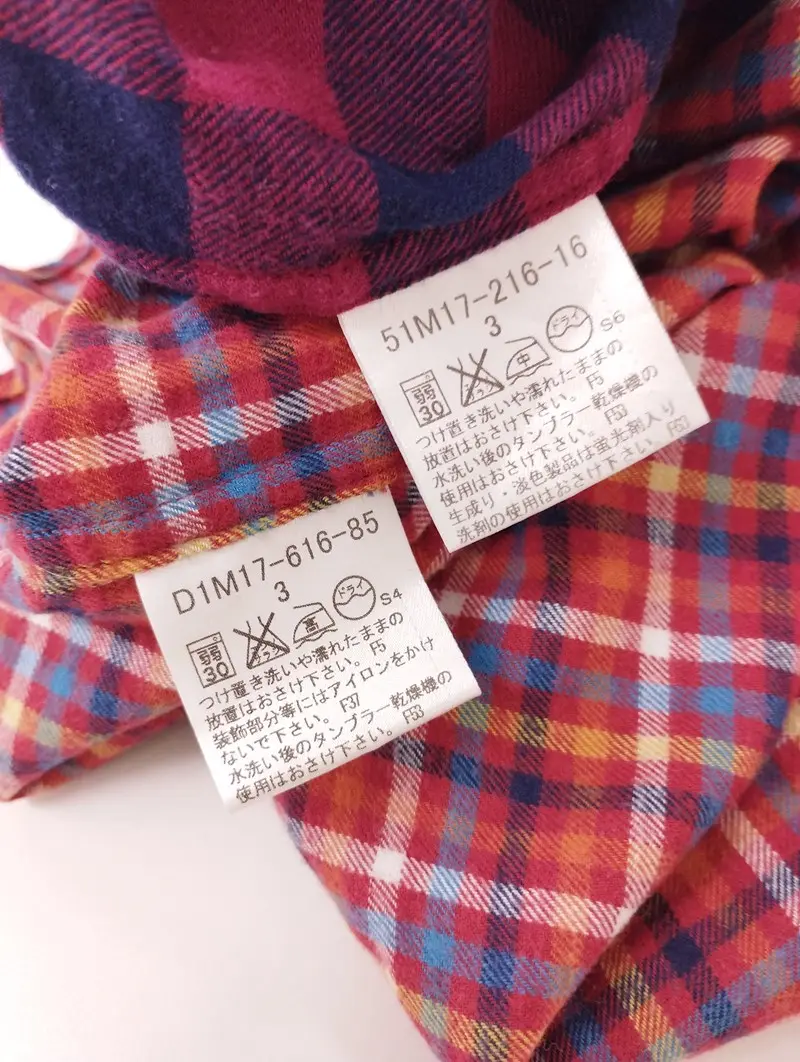 51M17-216-16
3
弱
30
中
ドライ
S6
つけ置き洗いや濡れたままの
放置はおさけ下さい。F5
水洗い後のタンブラー乾燥機の
使用はおさけ下さい。F53
生成り・淡色製品は蛍光剤入り
洗剤の使用はおさけ下さい。F63
D1M17-616-85
3
弱
30
高
ドライ
S4
つけ置き洗いや濡れたままの
放置はおさけ下さい。F5
装飾部分等にはアイロンをかけ
ないで下さい。F37
水洗い後のタンブラー乾燥機の
使用はおさけ下さい。F53